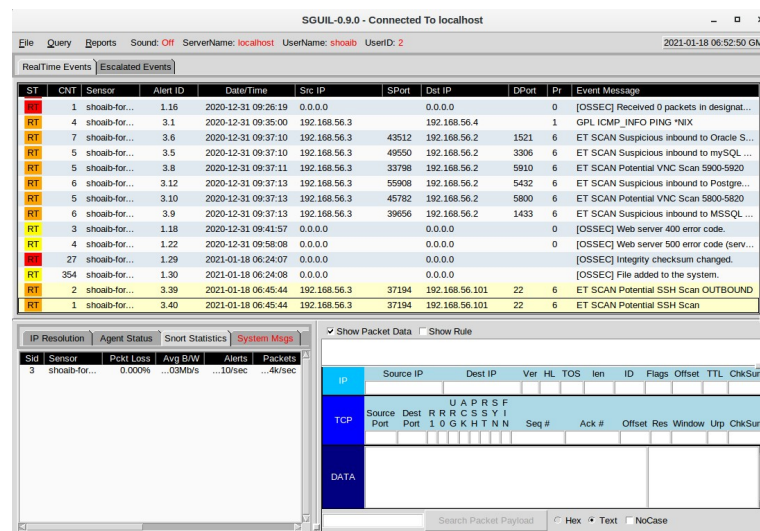 SGUIL-0.9.0 - Connected To localhost
File Query Reports Sound: Off ServerName: localhost UserName: shoaib UserID: 2 2021-01-18 06:52:50 GM
RealTime Events Escalated Events
ST CNT Sensor Alert ID Date/Time Src IP SPort Dst IP DPort Pr Event Message
RT 1 shoaib-for... 1.16 2020-12-31 09:26:19 0.0.0.0 0.0.0.0 0 [OSSEC] Received 0 packets in designat...
RT 4 shoaib-for... 3.1 2020-12-31 09:35:00 192.168.56.3 192.168.56.4 1 GPL ICMP_INFO PING *NIX
RT 7 shoaib-for... 3.6 2020-12-31 09:37:10 192.168.56.3 43512 192.168.56.2 1521 6 ET SCAN Suspicious inbound to Oracle S...
RT 5 shoaib-for... 3.5 2020-12-31 09:37:10 192.168.56.3 49550 192.168.56.2 3306 6 ET SCAN Suspicious inbound to mySQL ...
RT 5 shoaib-for... 3.8 2020-12-31 09:37:11 192.168.56.3 33798 192.168.56.2 5910 6 ET SCAN Potential VNC Scan 5900-5920
RT 6 shoaib-for... 3.12 2020-12-31 09:37:13 192.168.56.3 55908 192.168.56.2 5432 6 ET SCAN Suspicious inbound to Postgre...
RT 5 shoaib-for... 3.10 2020-12-31 09:37:13 192.168.56.3 45782 192.168.56.2 5800 6 ET SCAN Potential VNC Scan 5800-5820
RT 6 shoaib-for... 3.9 2020-12-31 09:37:13 192.168.56.3 39656 192.168.56.2 1433 6 ET SCAN Suspicious inbound to MSSQL ...
RT 3 shoaib-for... 1.18 2020-12-31 09:41:57 0.0.0.0 0.0.0.0 0 [OSSEC] Web server 400 error code.
RT 4 shoaib-for... 1.22 2020-12-31 09:58:08 0.0.0.0 0.0.0.0 0 [OSSEC] Web server 500 error code (serv...
RT 27 shoaib-for... 1.29 2021-01-18 06:24:07 0.0.0.0 0.0.0.0 [OSSEC] Integrity checksum changed.
RT 354 shoaib-for... 1.30 2021-01-18 06:24:08 0.0.0.0 0.0.0.0 [OSSEC] File added to the system.
RT 2 shoaib-for... 3.39 2021-01-18 06:45:44 192.168.56.3 37194 192.168.56.101 22 6 ET SCAN Potential SSH Scan OUTBOUND
RT 1 shoaib-for... 3.40 2021-01-18 06:45:44 192.168.56.3 37194 192.168.56.101 22 6 ET SCAN Potential SSH Scan
IP Resolution Agent Status Snort Statistics System Msgs
Sid Sensor Pckt Loss Avg B/W Alerts Packets
3 shoaib-for... 0.000% ...03Mb/s ...10/sec ...4k/sec
Show Packet Data Show Rule
IP
Source IP Dest IP Ver HL TOS len ID Flags Offset TTL ChkSum
TCP
U A P R S F
Source Dest R R R C S S Y I
Port Port 1 0 G K H T N N Seq # Ack # Offset Res Window Urp ChkSum
DATA
Search Packet Payload Hex Text NoCase